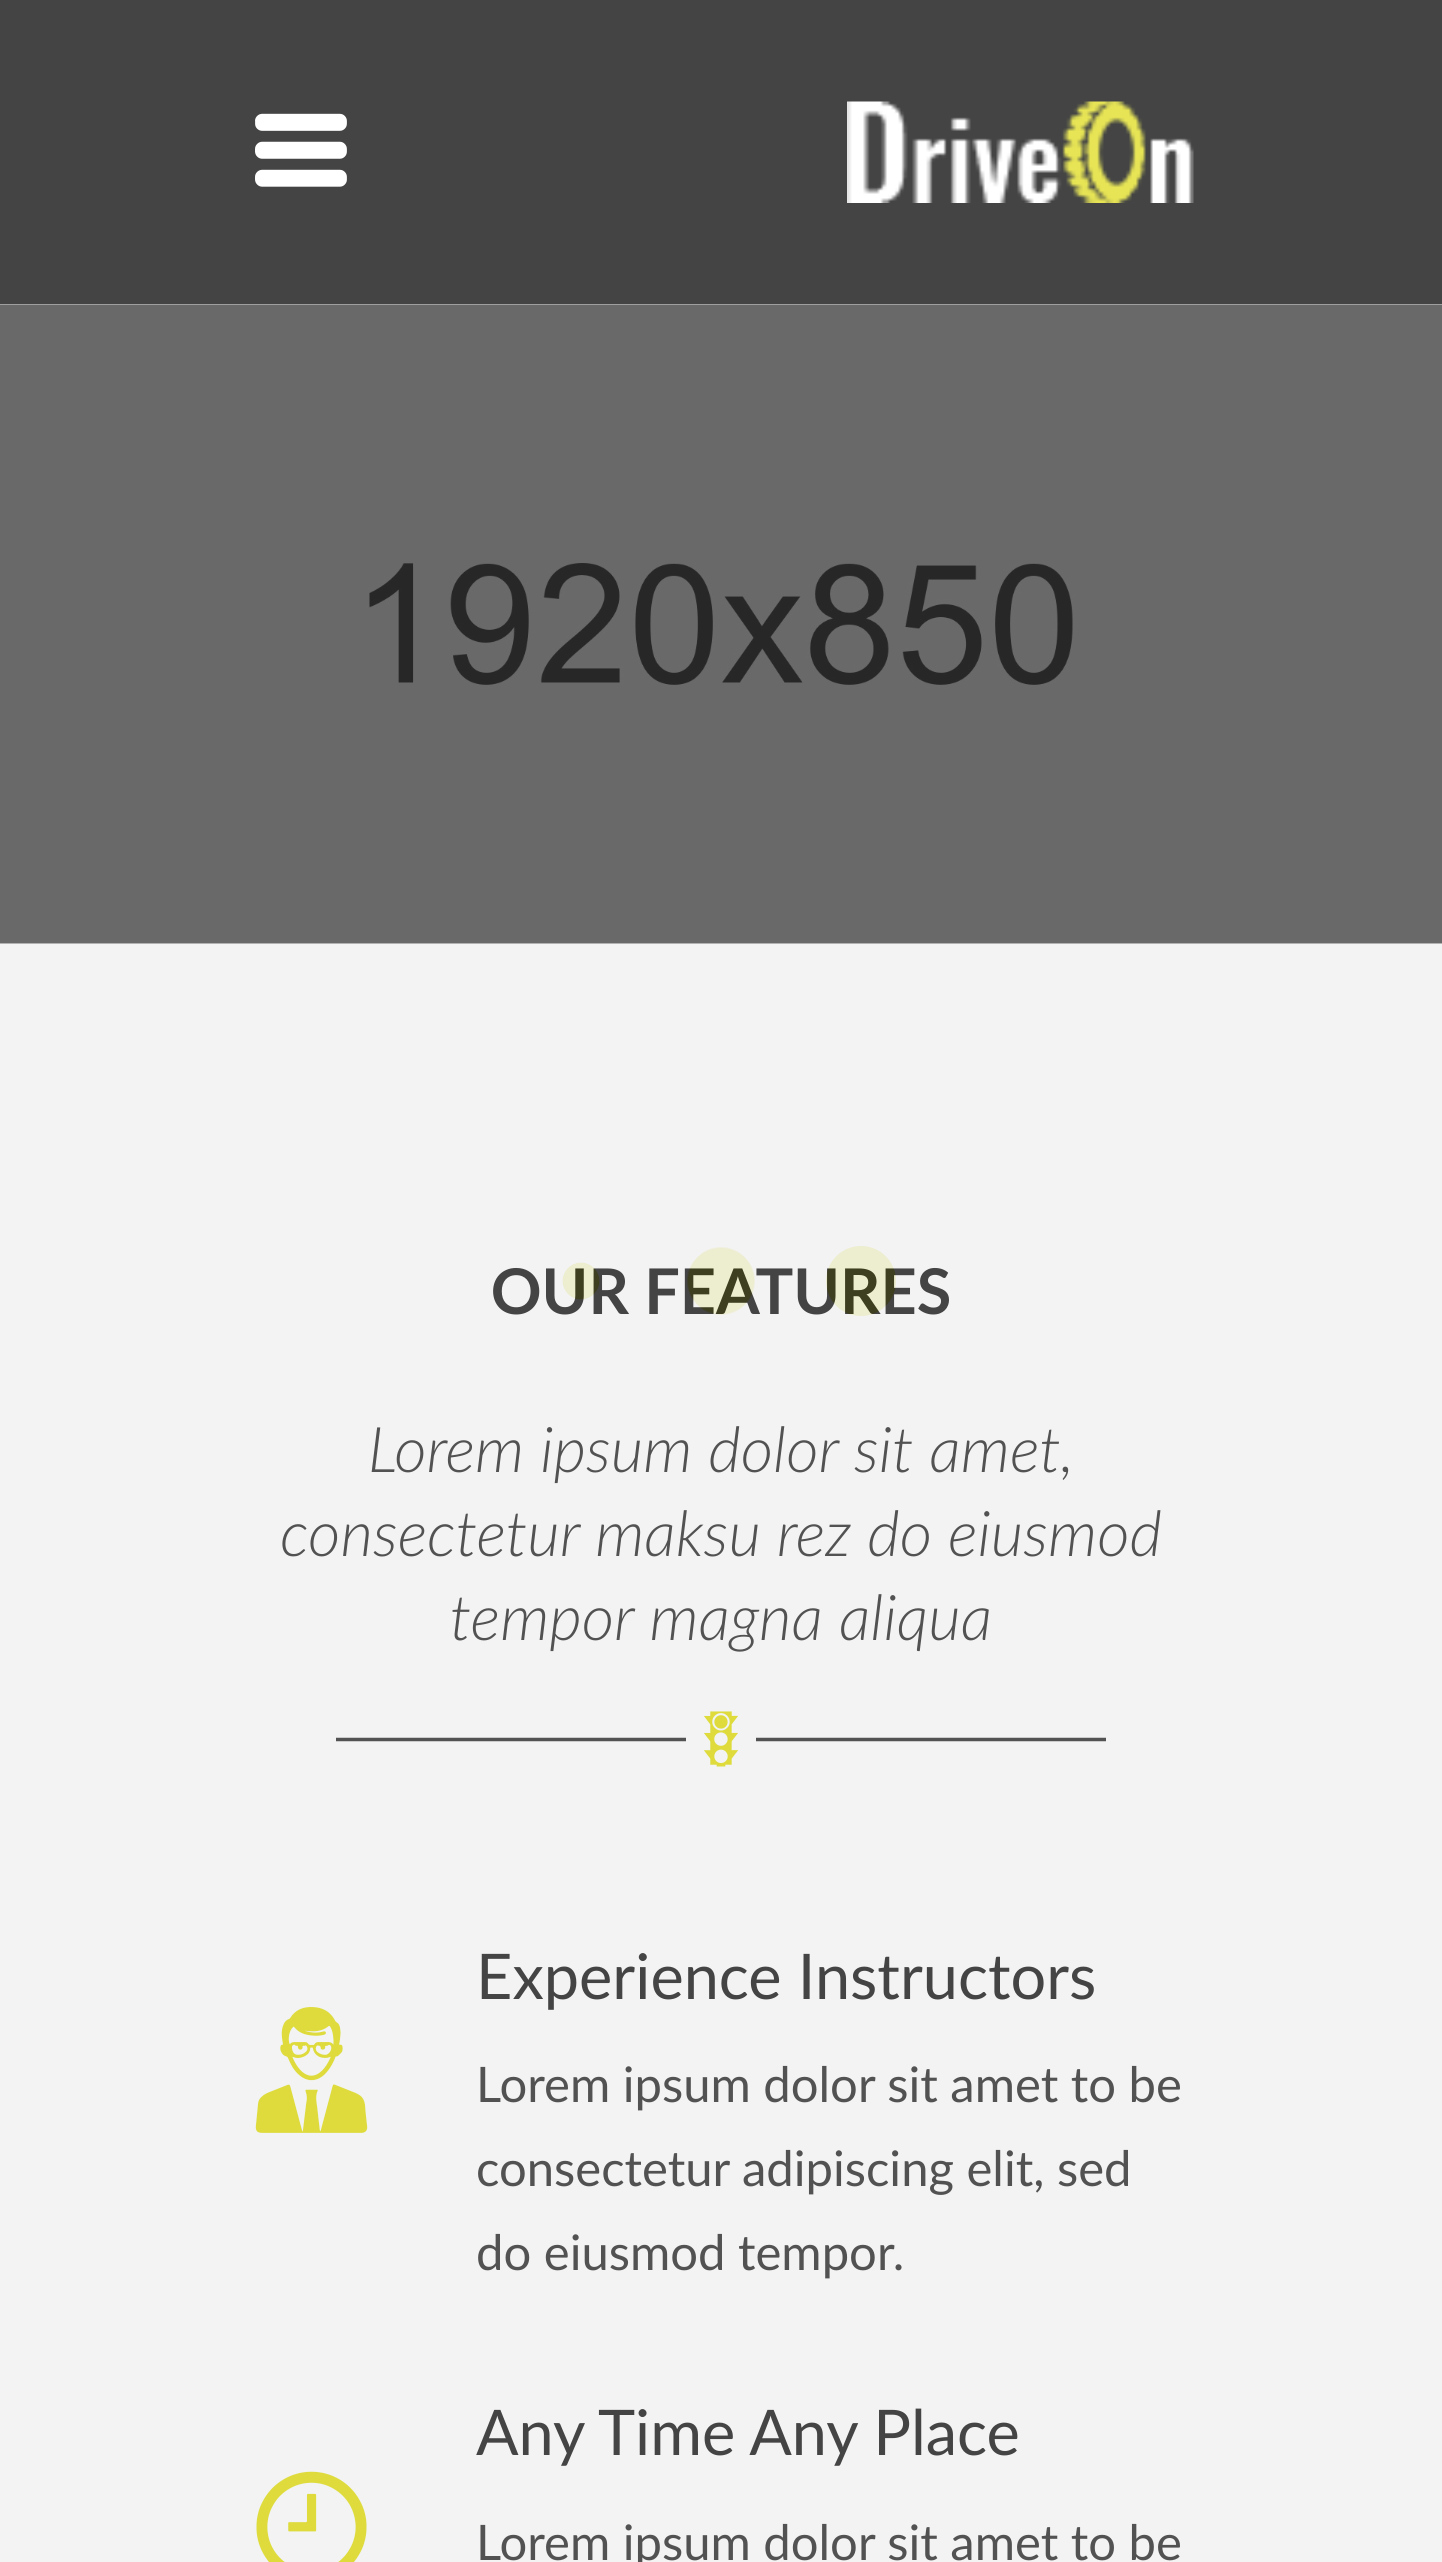 DriveOn
1920x850
OUR FEATURES
Lorem ipsum dolor sit amet,
consectetur maksu rez do eiusmod
tempor magna aliqua
Experience Instructors
Lorem ipsum dolor sit amet to be
consectetur adipiscing elit, sed
do eiusmod tempor.
Any Time Any Place
Lorem ipsum dolor sit amet to be